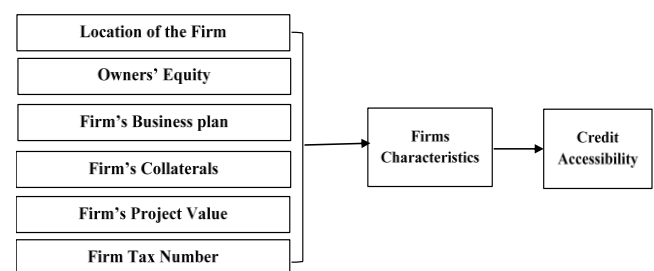 Location of the Firm
Owners' Equity
Firm's Business plan
Firm's Collaterals
Firm's Project Value
Firm Tax Number
Firms
Characteristics
Credit
Accessibility